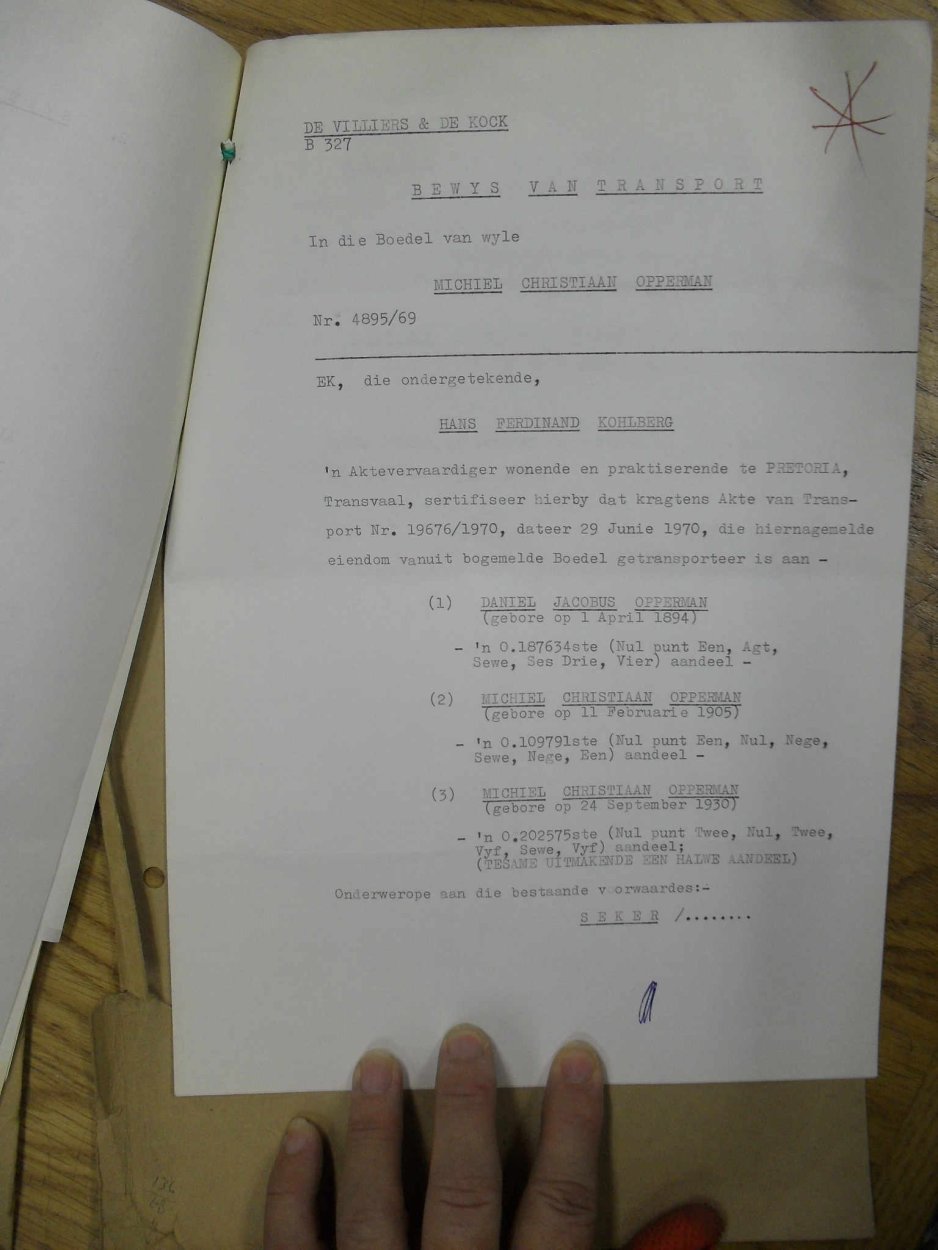 DE VILLIERS & DE KOCK
B 327
BEWYS VAN TRANSPORT
In die Boedel van wyle
MICHIEL CHRISTIAAN OPPERMAN
Nr. 4895/69
EK, die ondergetekende,
HANS FERDINAND KOHLBERG
'n Aktevervaardiger wonende en praktiserende te PRETORIA,
Transvaal, sertifiseer hierby dat kragtens Akte van Trans-
port Nr. 19676/1970, dateer 29 Junie 1970, die hiernagemelde
eiendom vanuit bogemelde Boedel getransporteer is aan -
(1) DANIEL JACOBUS OPPERMAN
(gebore op 1 April 1894)
- 'n 0.187634ste (Nul punt Een, Agt,
Sewe, Ses Drie, Vier) aandeel -
(2) MICHIEL CHRISTIAAN OPPERMAN
(gebore op 11 Februarie 1905)
- 'n 0.109791ste (Nul punt Een, Nul, Nege,
Sewe, Nege, Een) aandeel -
(3) MICHIEL CHRISTIAAN OPPERMAN
(gebore op 24 September 1930)
- 'n 0.202575ste (Nul punt Twee, Nul, Twee,
Vyf, Sewe, Vyf) aandeel;
(TESAME UITMAKENDE EEN HALWE AANDEEL)
Onderwerope aan die bestaande voorwaardes:-
SEKER /........